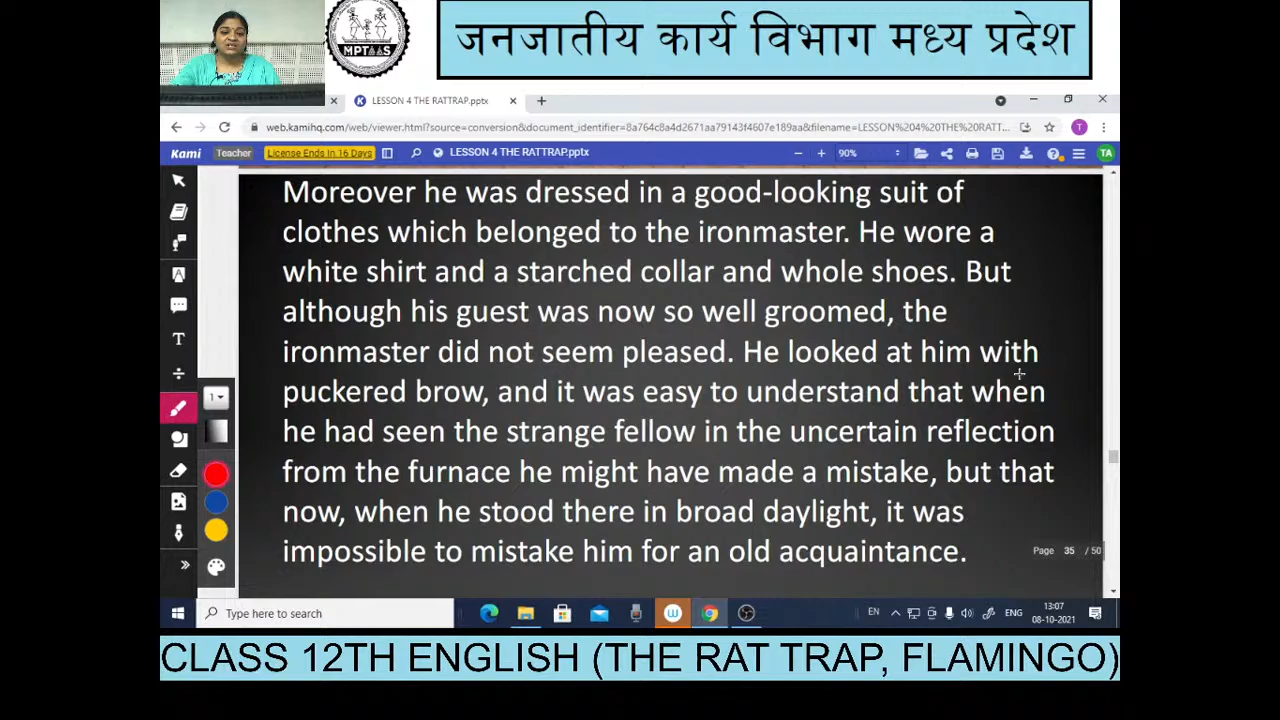 MPTAAS
जनजातीय कार्य विभाग मध्य प्रदेश
LESSON 4 THE RATTRAP.pptx
web.kamihq.com/web/viewer.html?source=conversion&document_identifier=8a764c8a4d2671aa79143f4607e189aa&filename=LESSON%204%20THE%20RATT...
T
Kami Teacher License Ends In 16 Days LESSON 4 THE RATTRAP.pptx 90% TA
Moreover he was dressed in a good-looking suit of
clothes which belonged to the ironmaster. He wore a
white shirt and a starched collar and whole shoes. But
although his guest was now so well groomed, the
ironmaster did not seem pleased. He looked at him with
puckered brow, and it was easy to understand that when
he had seen the strange fellow in the uncertain reflection
from the furnace he might have made a mistake, but that
now, when he stood there in broad daylight, it was
impossible to mistake him for an old acquaintance.
1
Page 35 / 50
Type here to search
EN ENG
13:07
08-10-2021
CLASS 12TH ENGLISH (THE RAT TRAP, FLAMINGO)